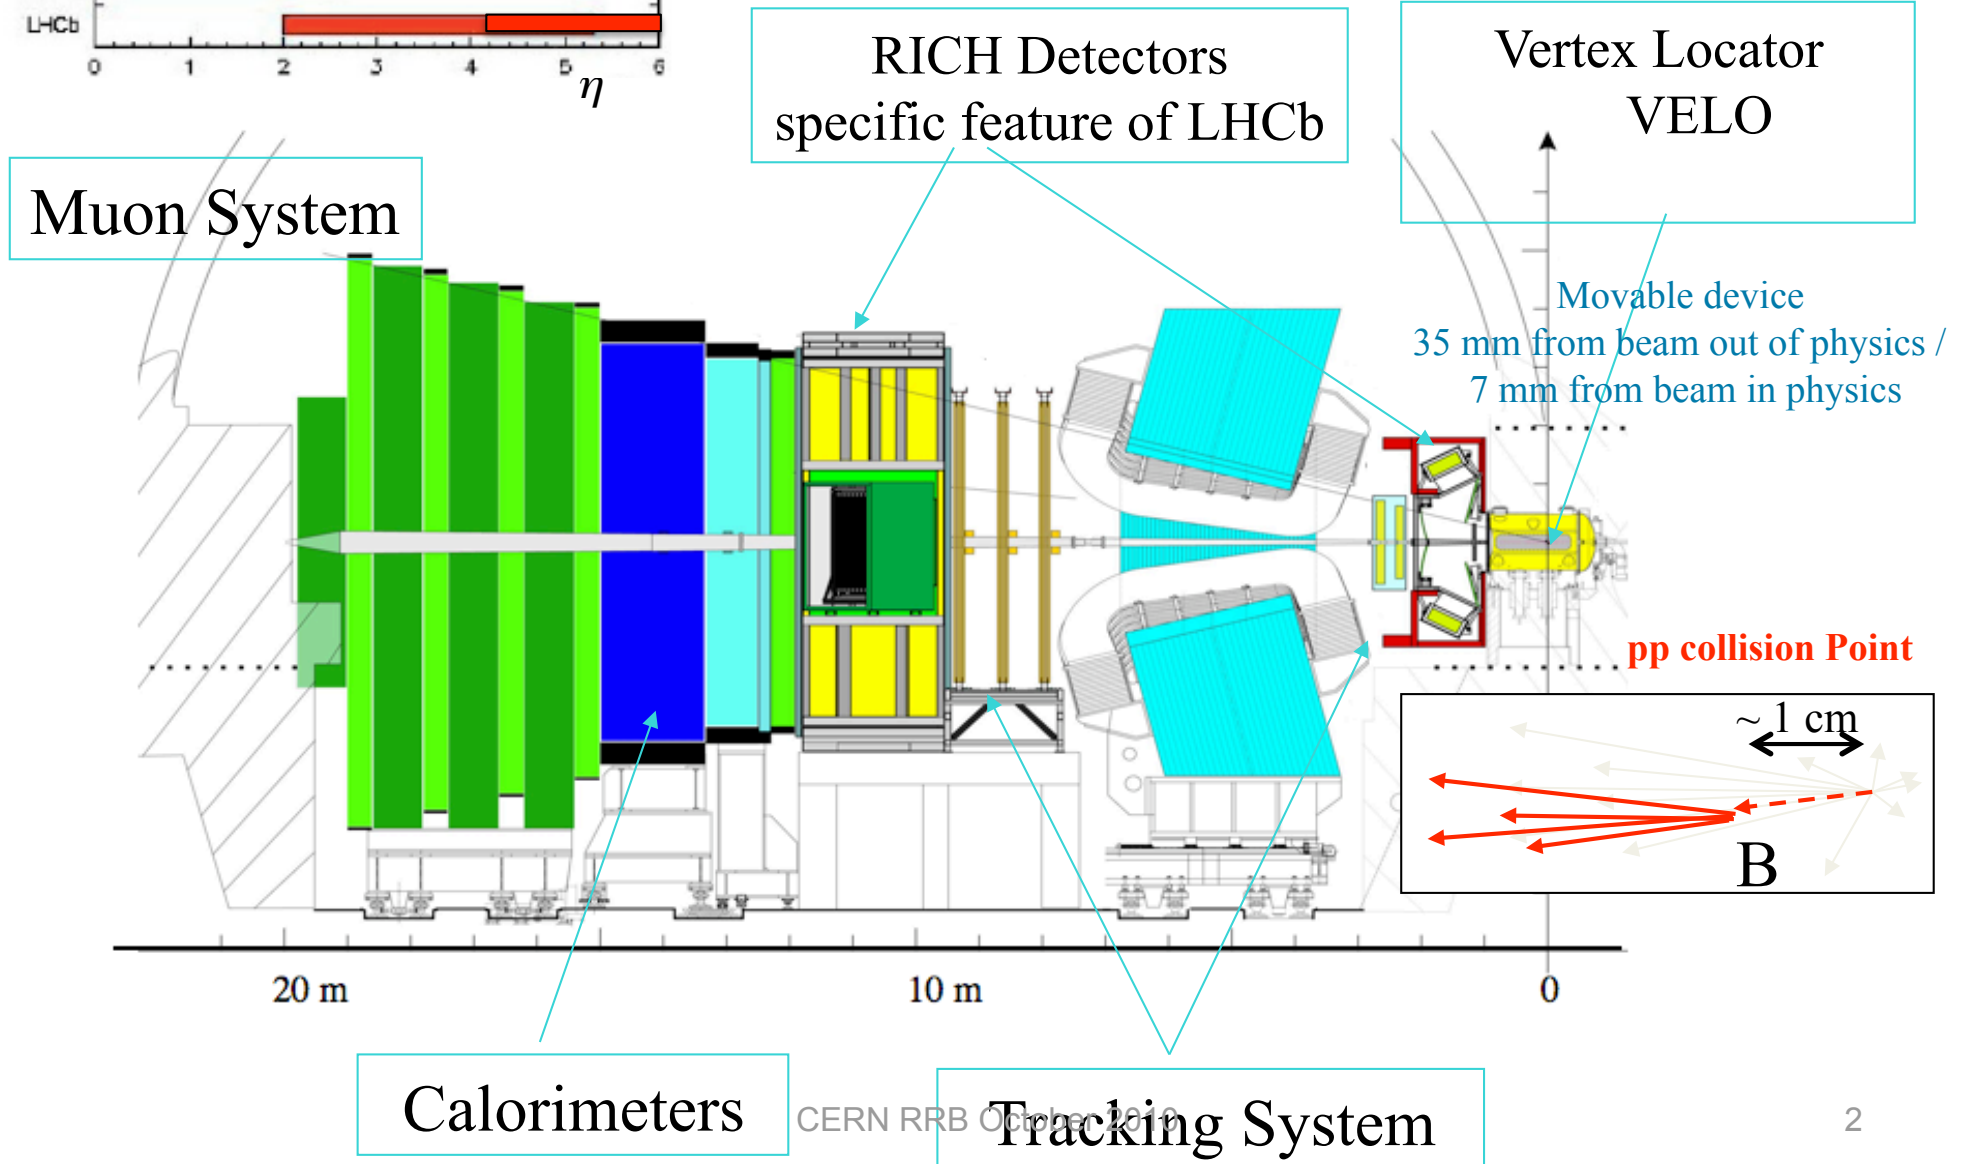 LHCb
0 1 2 3 4 5 6
η
RICH Detectors
specific feature of LHCb
Vertex Locator
VELO
Muon System
Movable device
35 mm from beam out of physics /
7 mm from beam in physics
pp collision Point
~ 1 cm
B
20 m
10 m
0
Calorimeters
Tracking System
CERN RRB October 2010
2